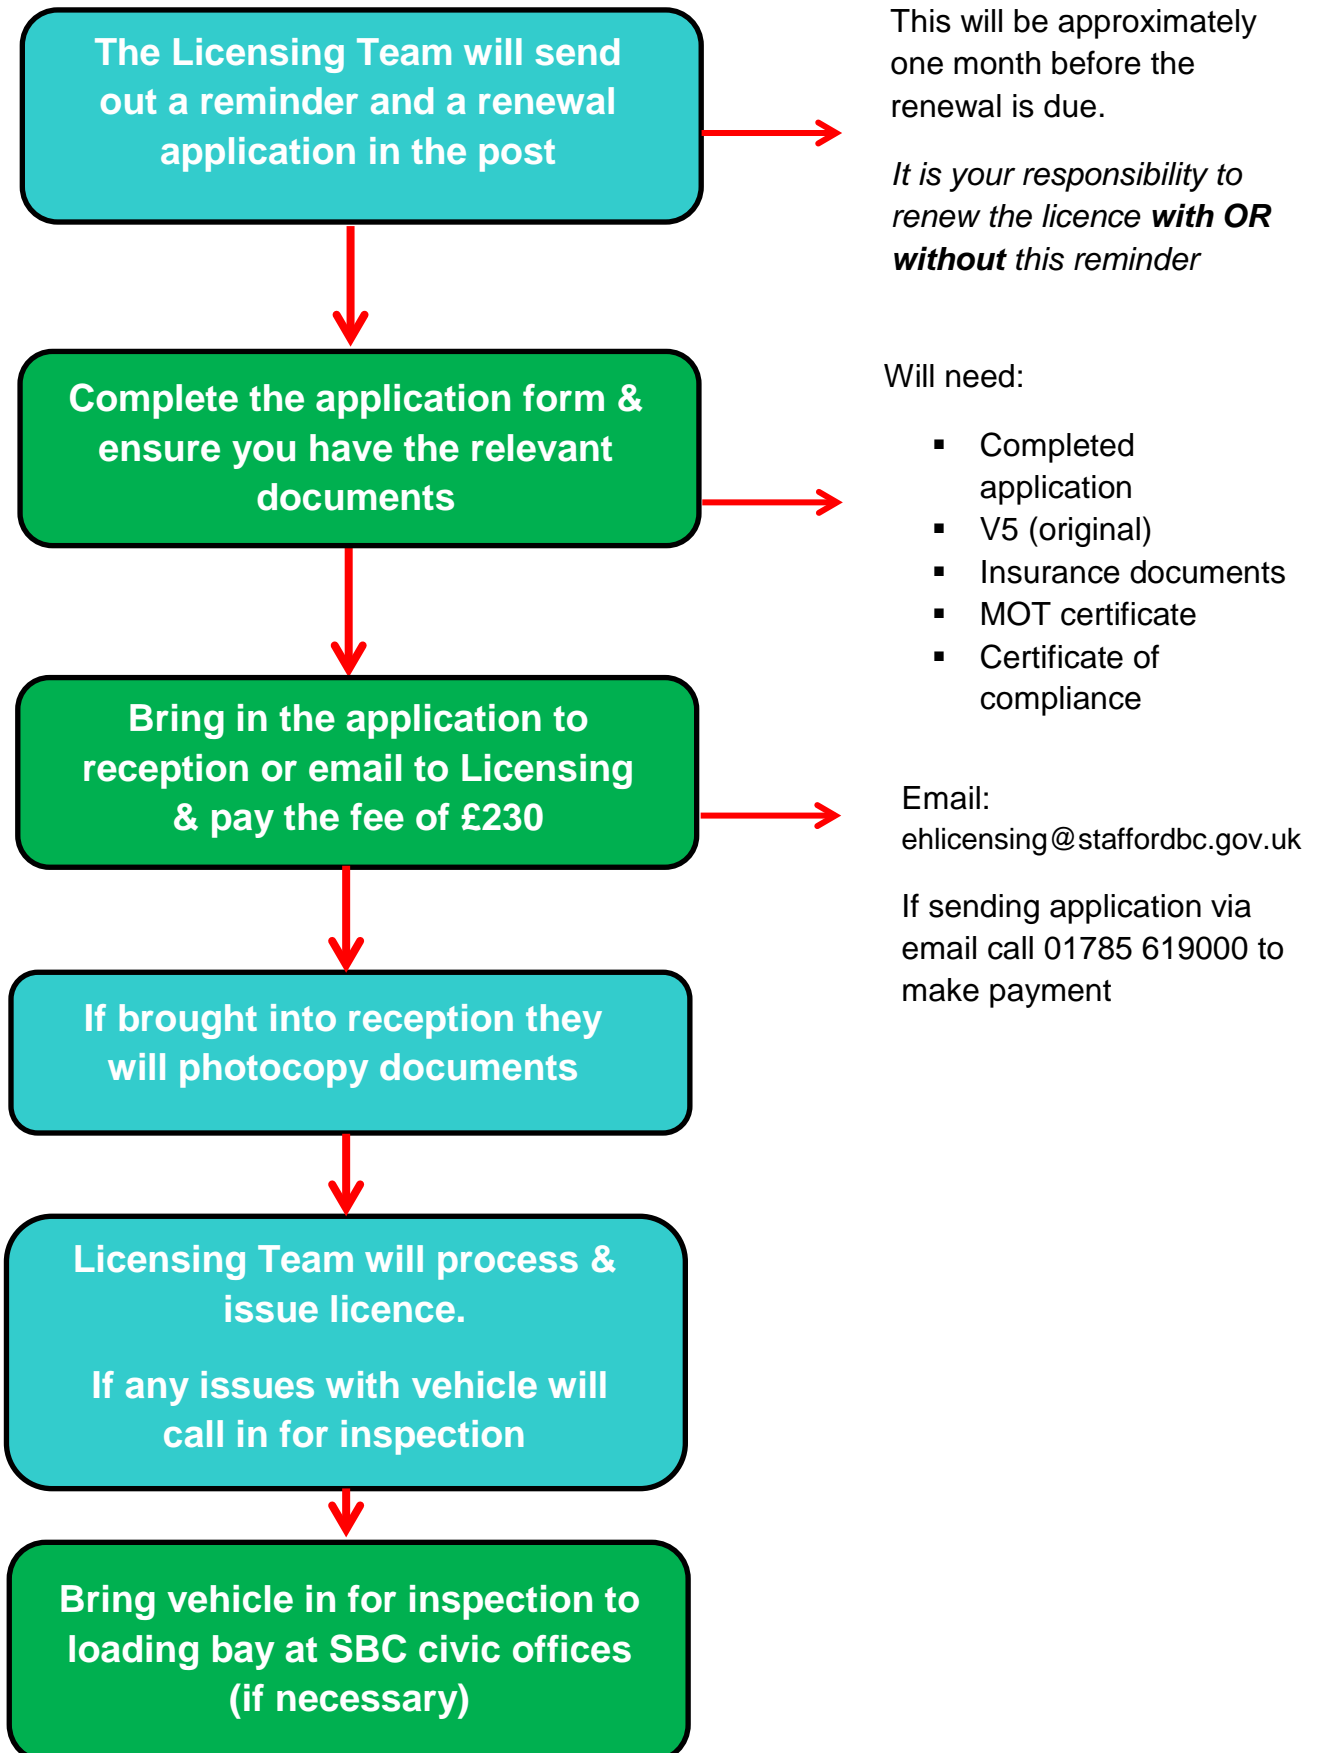 The Licensing Team will send
out a reminder and a renewal
application in the post
This will be approximately
one month before the
renewal is due.
It is your responsibility to
renew the licence with OR
without this reminder
Complete the application form &
ensure you have the relevant
documents
Will need:
▪ Completed
application
▪ V5 (original)
▪ Insurance documents
▪ MOT certificate
▪ Certificate of
compliance
Bring in the application to
reception or email to Licensing
& pay the fee of £230
Email:
ehlicensing@staffordbc.gov.uk
If sending application via
email call 01785 619000 to
make payment
If brought into reception they
will photocopy documents
Licensing Team will process &
issue licence.
If any issues with vehicle will
call in for inspection
Bring vehicle in for inspection to
loading bay at SBC civic offices
(if necessary)